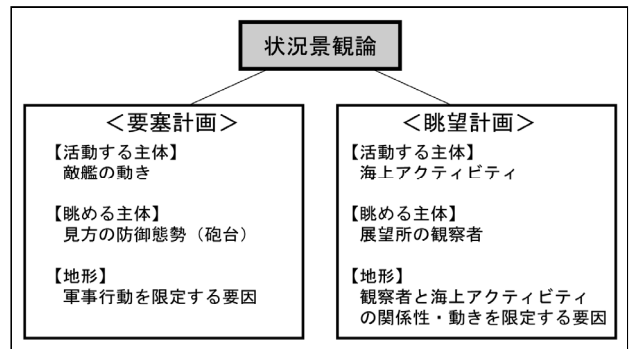 状況景観論
＜要塞計画＞
【活動する主体】
敵艦の動き
【眺める主体】
見方の防御態勢（砲台）
【地形】
軍事行動を限定する要因
＜眺望計画＞
【活動する主体】
海上アクティビティ
【眺める主体】
展望所の観察者
【地形】
観察者と海上アクティビティ
の関係性・動きを限定する要因